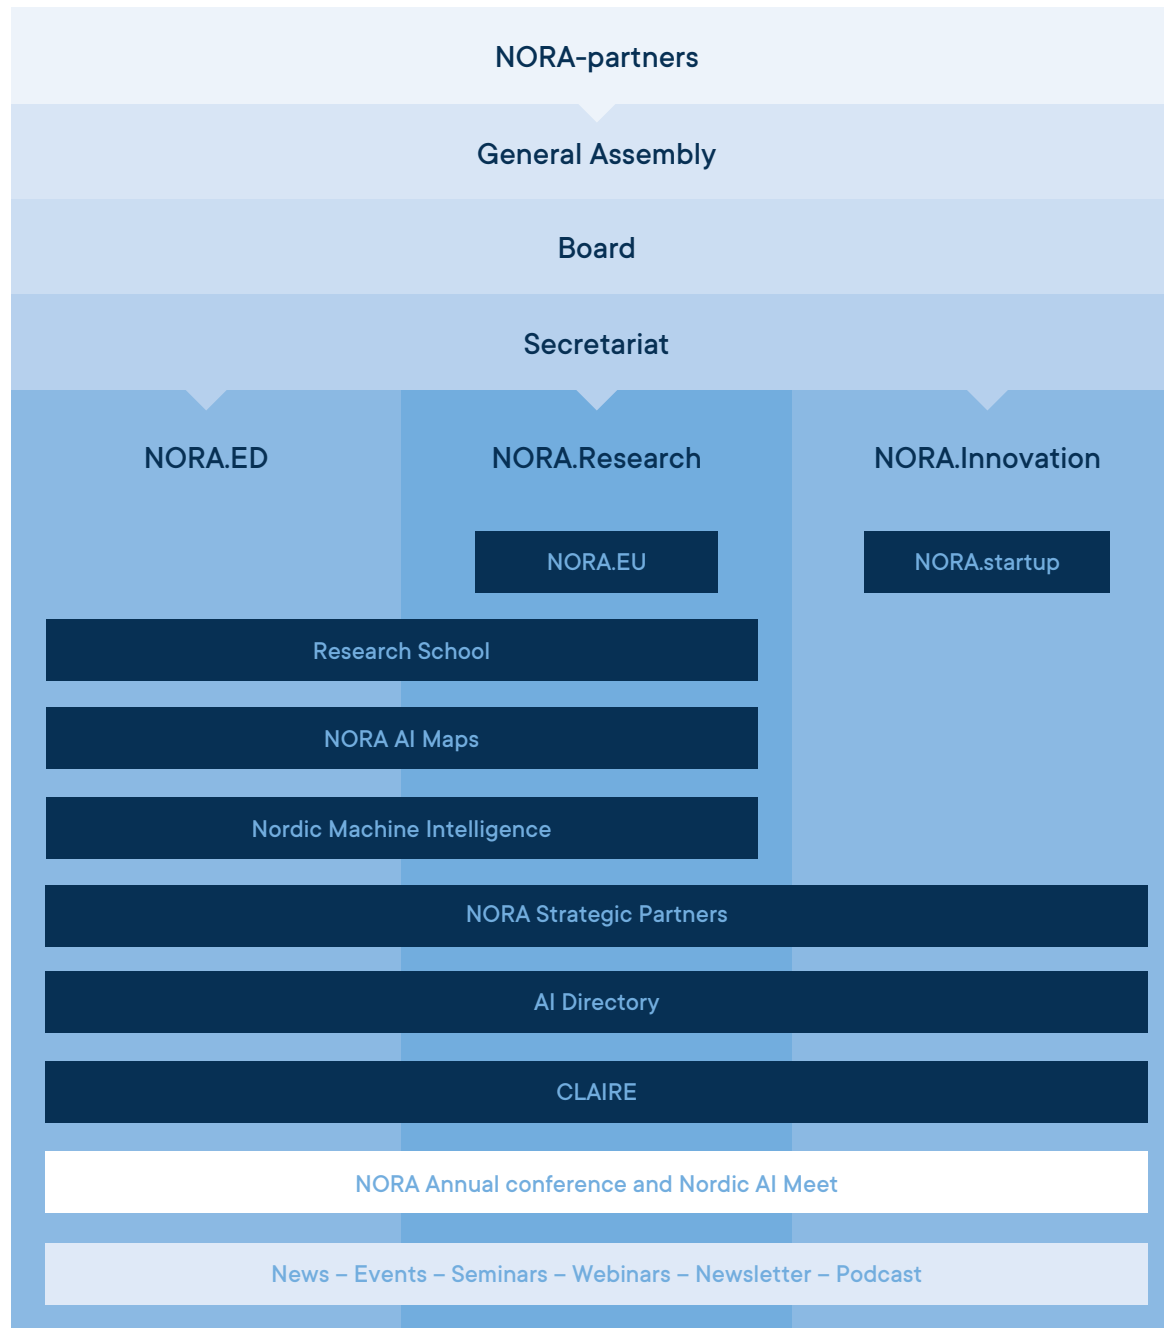 NORA-partners
General Assembly
Board
Secretariat
NORA.ED
NORA.Research
NORA.Innovation
NORA.EU
NORA.startup
Research School
NORA AI Maps
Nordic Machine Intelligence
NORA Strategic Partners
AI Directory
CLAIRE
NORA Annual conference and Nordic AI Meet
News – Events – Seminars – Webinars – Newsletter – Podcast